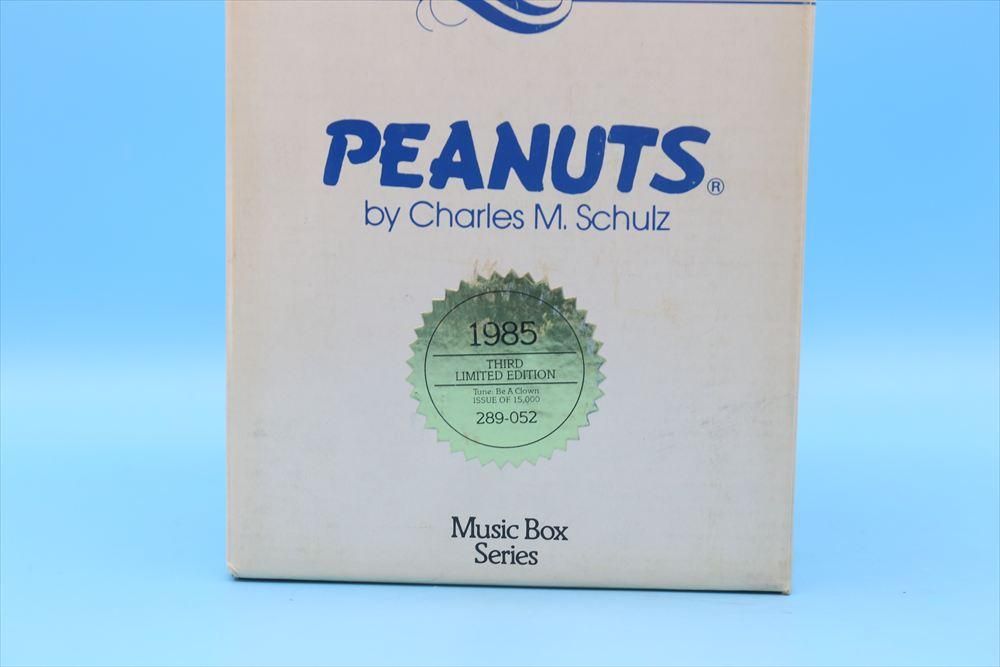 PEANUTS®
by Charles M. Schulz
1985
THIRD
LIMITED EDITION
Tune: Be A Clown
ISSUE OF 15,000
289-052
Music Box
Series